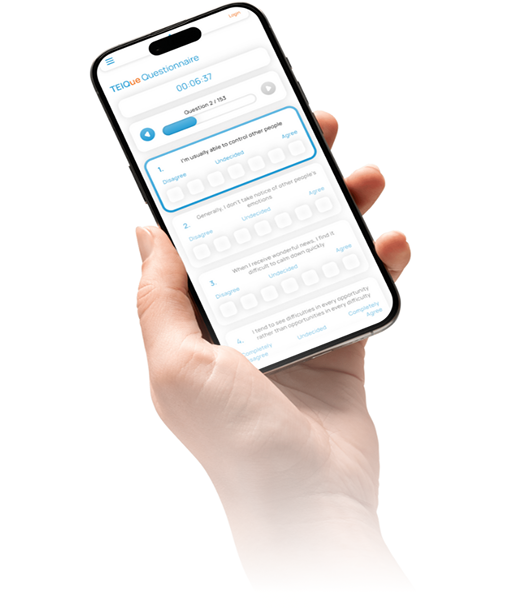 Login
TEIQue Questionnaire
00:06:37
Question 2 / 153
1. I'm usually able to control other people
Disagree Undecided Agree
2. Generally, I don't take notice of other people's
emotions
Disagree Undecided Agree
3. When I receive wonderful news, I find it
difficult to calm down quickly
Disagree Undecided Agree
4. I tend to see difficulties in every opportunity
rather than opportunities in every difficulty
Completely
Disagree Undecided Completely
Agree